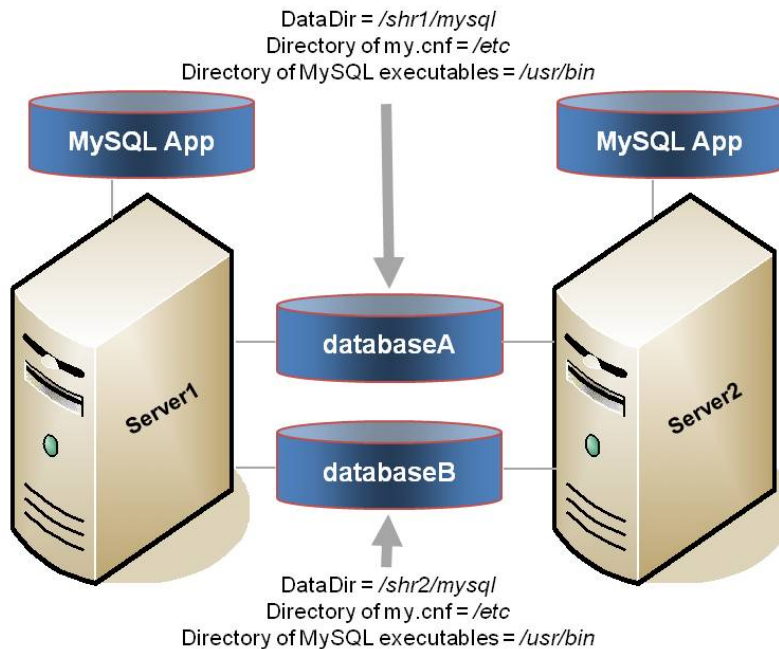 DataDir = /shr1/mysql
Directory of my.cnf = /etc
Directory of MySQL executables = /usr/bin
MySQL App
MySQL App
databaseA
Server1
Server2
databaseB
DataDir = /shr2/mysql
Directory of my.cnf = /etc
Directory of MySQL executables = /usr/bin